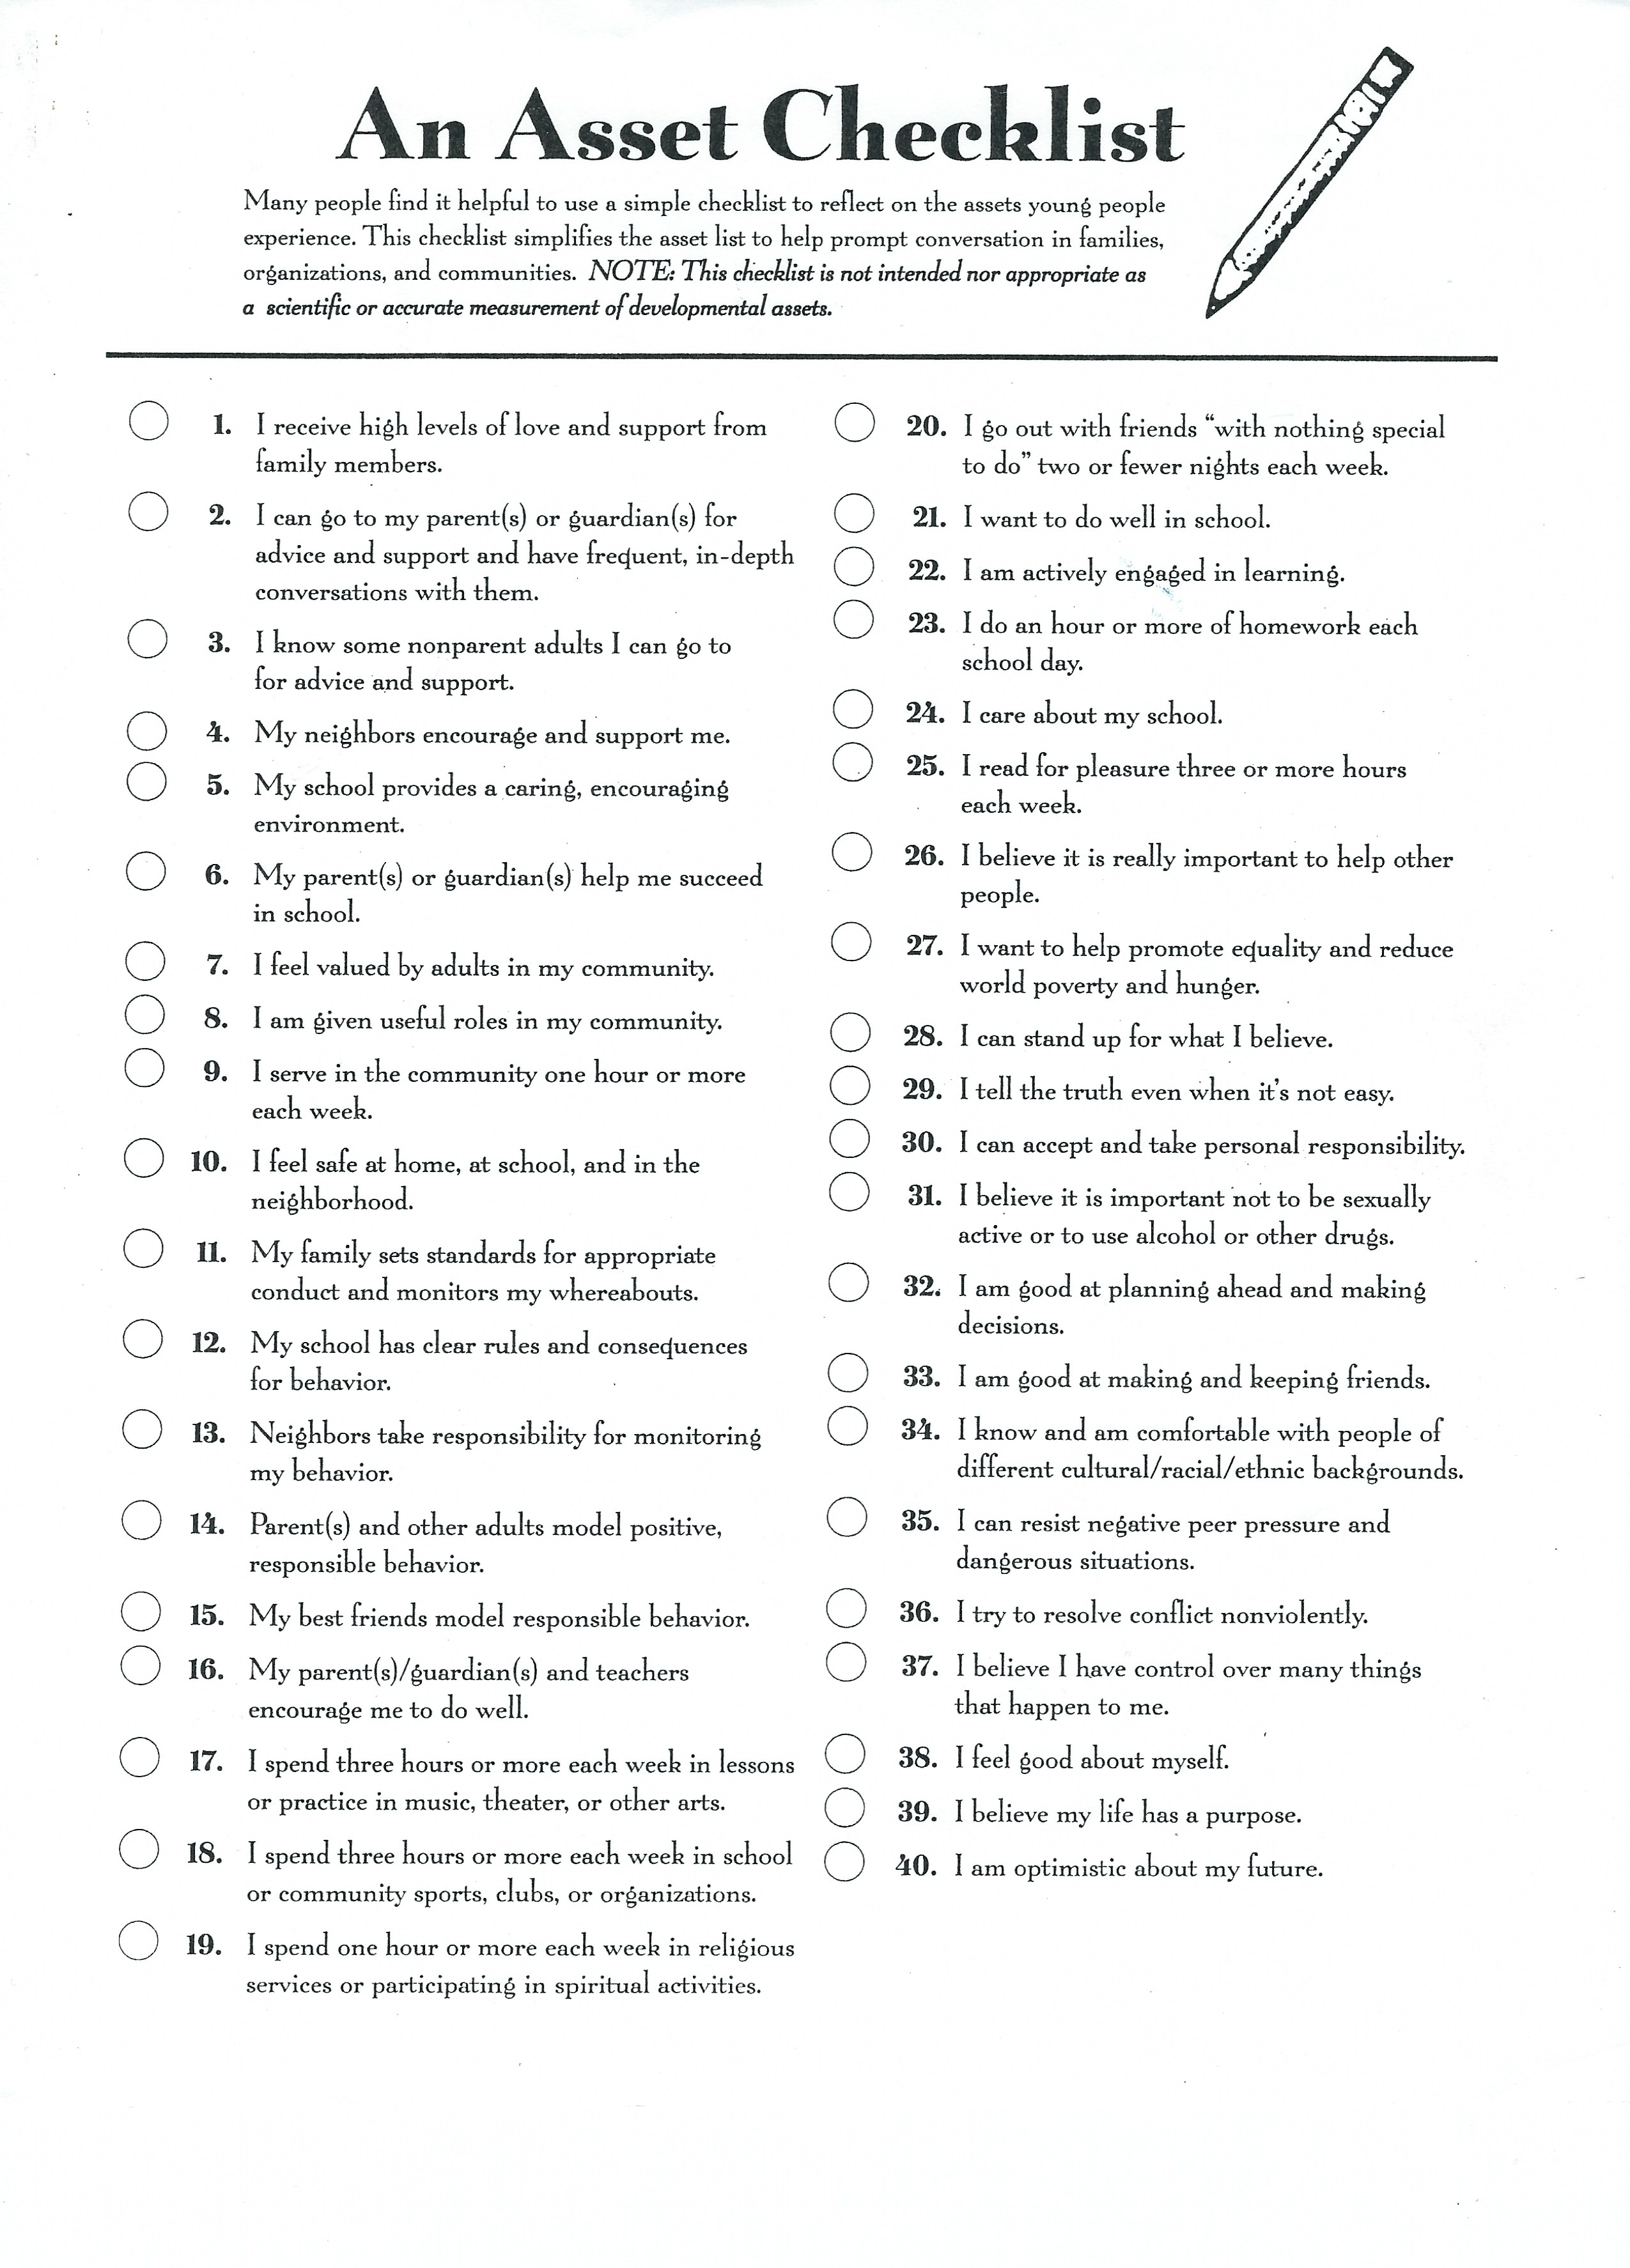 An Asset Checklist
Many people find it helpful to use a simple checklist to reflect on the assets young people
experience. This checklist simplifies the asset list to help prompt conversation in families,
organizations, and communities. NOTE: This checklist is not intended nor appropriate as
a scientific or accurate measurement of developmental assets.
1. I receive high levels of love and support from
family members.
2. I can go to my parent(s) or guardian(s) for
advice and support and have frequent, in-depth
conversations with them.
3. I know some nonparent adults I can go to
for advice and support.
4. My neighbors encourage and support me.
5. My school provides a caring, encouraging
environment.
6. My parent(s) or guardian(s) help me succeed
in school.
7. I feel valued by adults in my community.
8. I am given useful roles in my community.
9. I serve in the community one hour or more
each week.
10. I feel safe at home, at school, and in the
neighborhood.
11. My family sets standards for appropriate
conduct and monitors my whereabouts.
12. My school has clear rules and consequences
for behavior.
13. Neighbors take responsibility for monitoring
my behavior.
14. Parent(s) and other adults model positive,
responsible behavior.
15. My best friends model responsible behavior.
16. My parent(s)/guardian(s) and teachers
encourage me to do well.
17. I spend three hours or more each week in lessons
or practice in music, theater, or other arts.
18. I spend three hours or more each week in school
or community sports, clubs, or organizations.
19. I spend one hour or more each week in religious
services or participating in spiritual activities.
20. I go out with friends “with nothing special
to do” two or fewer nights each week.
21. I want to do well in school.
22. I am actively engaged in learning.
23. I do an hour or more of homework each
school day.
24. I care about my school.
25. I read for pleasure three or more hours
each week.
26. I believe it is really important to help other
people.
27. I want to help promote equality and reduce
world poverty and hunger.
28. I can stand up for what I believe.
29. I tell the truth even when it’s not easy.
30. I can accept and take personal responsibility.
31. I believe it is important not to be sexually
active or to use alcohol or other drugs.
32. I am good at planning ahead and making
decisions.
33. I am good at making and keeping friends.
34. I know and am comfortable with people of
different cultural/racial/ethnic backgrounds.
35. I can resist negative peer pressure and
dangerous situations.
36. I try to resolve conflict nonviolently.
37. I believe I have control over many things
that happen to me.
38. I feel good about myself.
39. I believe my life has a purpose.
40. I am optimistic about my future.